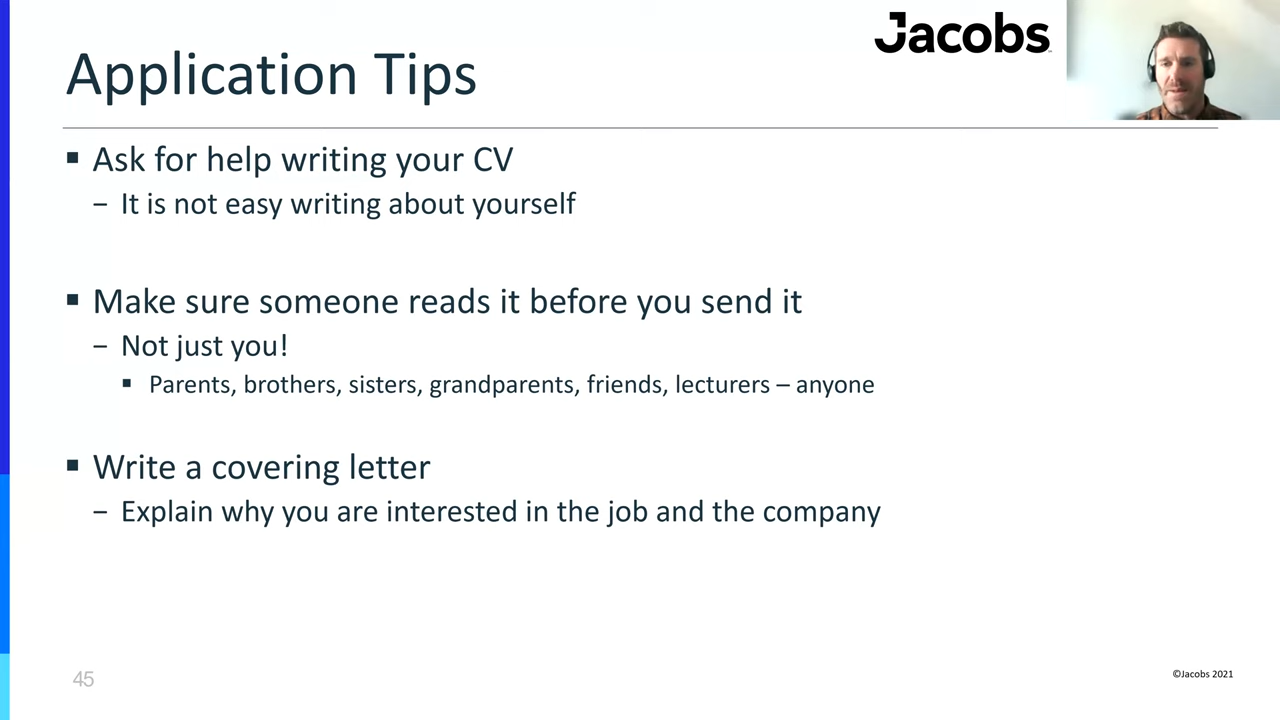 Jacobs
Application Tips
▪ Ask for help writing your CV
− It is not easy writing about yourself
▪ Make sure someone reads it before you send it
− Not just you!
▪ Parents, brothers, sisters, grandparents, friends, lecturers – anyone
▪ Write a covering letter
− Explain why you are interested in the job and the company
45
©Jacobs 2021